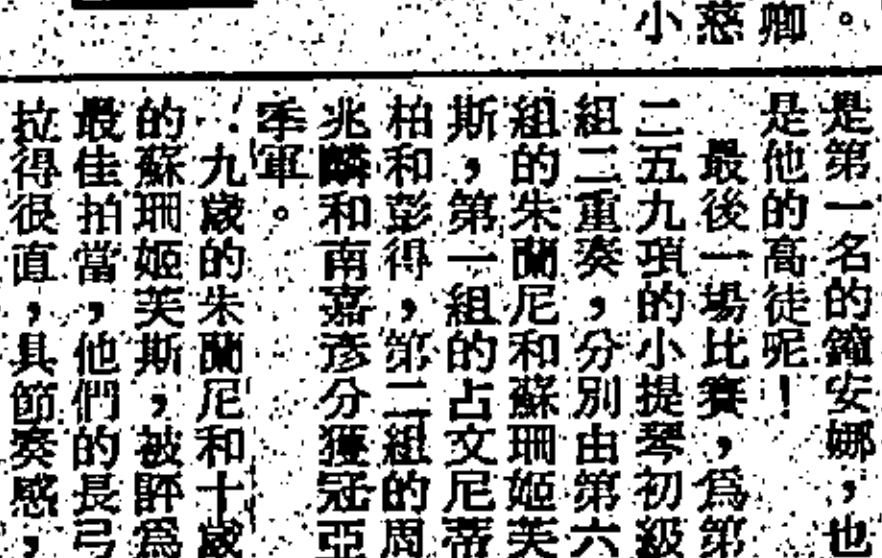 。
卿
慈
小
是第一名的鐘安娜，也
是他的高徒呢！
最後一場比賽，爲第
二五九項的小提琴初級
組二重奏，分別由第六
組的朱蘭尼和蘇珊姬芙
斯，第一組的占文尼蒂
柏和彭得，第二組的周
兆麟和南嘉彥分獲冠亞
季軍。
九歲的朱蘭尼和十歲
的蘇珊姬芙斯，被評爲
最佳拍當，他們的長弓
拉得很直，具節奏感，